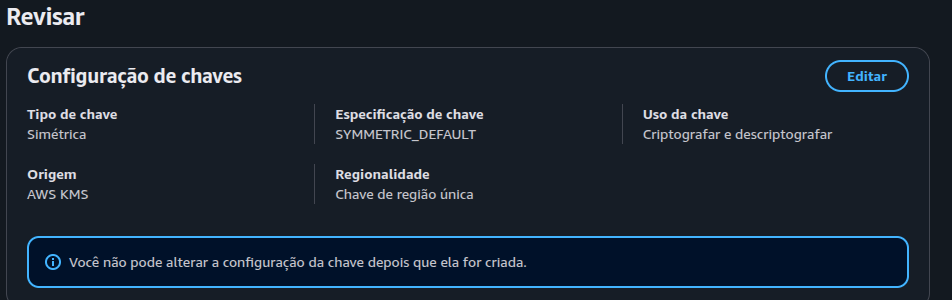 Revisar
Configuração de chaves
Editar
Tipo de chave
Simétrica
Especificação de chave
SYMMETRIC_DEFAULT
Uso da chave
Criptografar e descriptografar
Origem
AWS KMS
Regionalidade
Chave de região única
Você não pode alterar a configuração da chave depois que ela for criada.